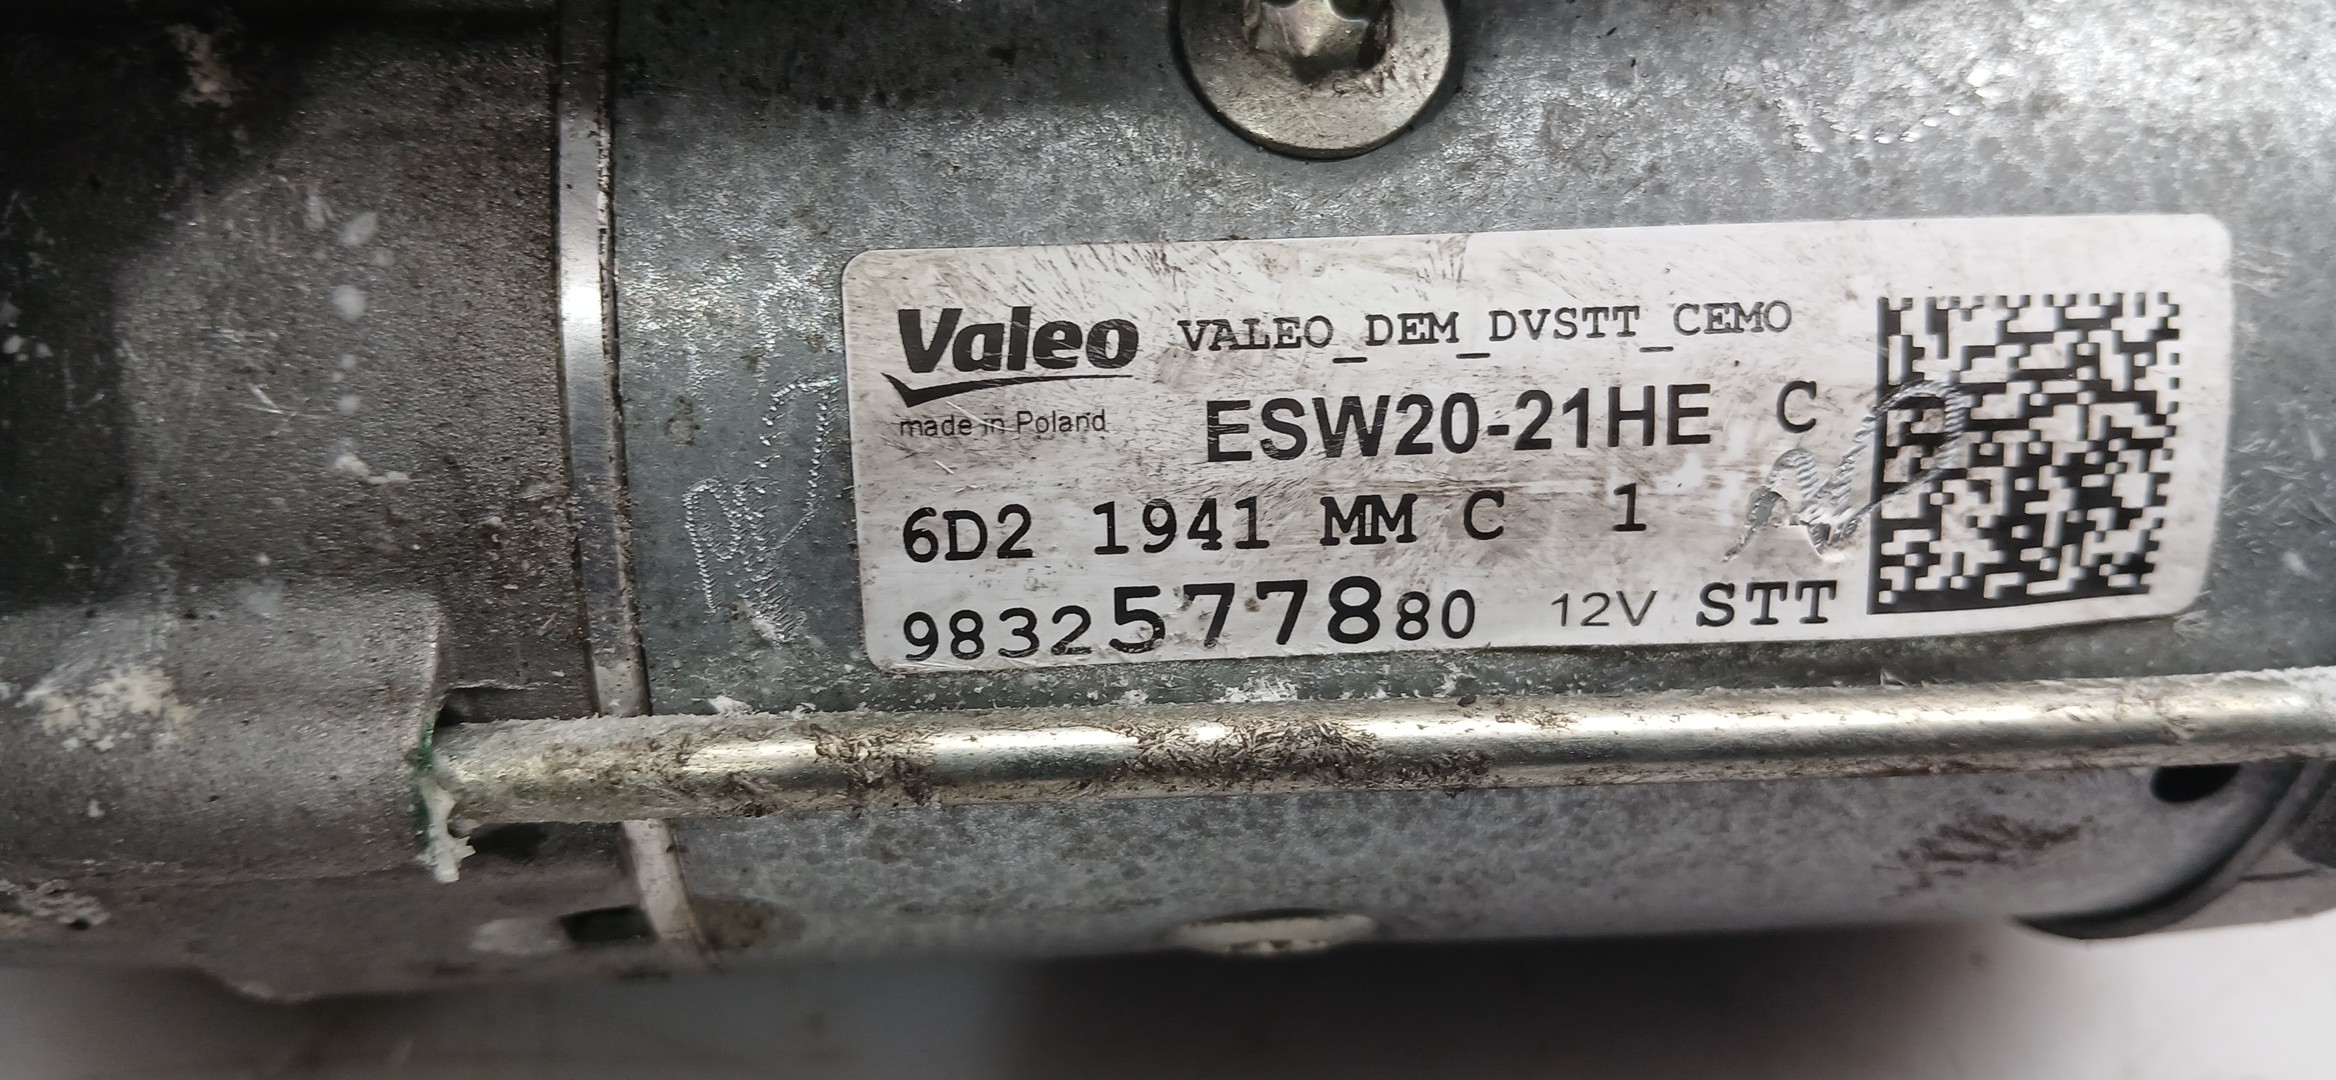 Valeo VALEO_DEM_DVSTT_CEMO
made in Poland ESW20-21HE C
6D2 1941 MM C 1
9832577880 12V STT